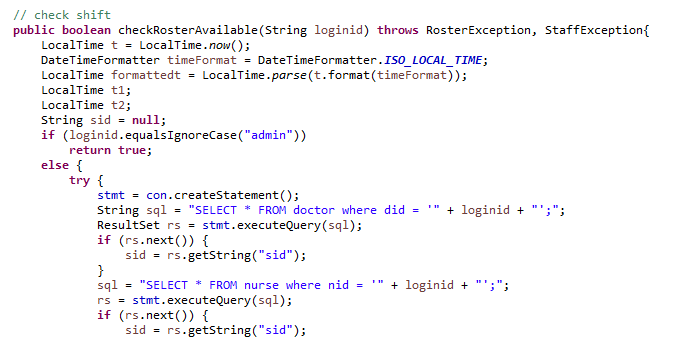 // check shift
public boolean checkRosterAvailable(String loginid) throws RosterException, StaffException{
    LocalTime t = LocalTime.now();
    DateTimeFormatter timeFormat = DateTimeFormatter.ISO_LOCAL_TIME;
    LocalTime formattedt = LocalTime.parse(t.format(timeFormat));
    LocalTime t1;
    LocalTime t2;
    String sid = null;
    if (loginid.equalsIgnoreCase("admin"))
        return true;
    else {
        try {
            stmt = con.createStatement();
            String sql = "SELECT * FROM doctor where did = '" + loginid + "';";
            ResultSet rs = stmt.executeQuery(sql);
            if (rs.next()) {
                sid = rs.getString("sid");
            }
            sql = "SELECT * FROM nurse where nid = '" + loginid + "';";
            rs = stmt.executeQuery(sql);
            if (rs.next()) {
                sid = rs.getString("sid");